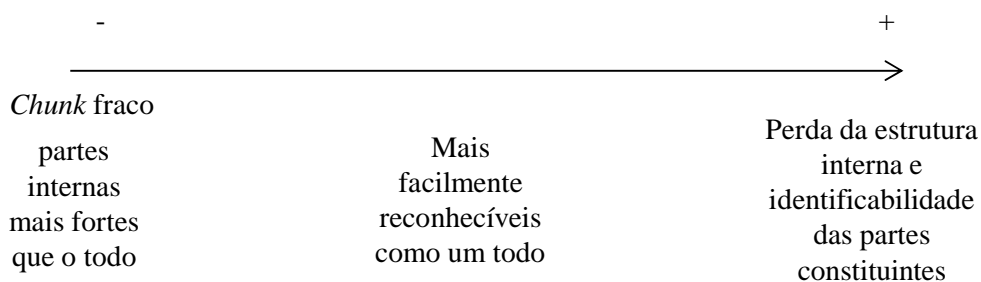 - +
Chunk fraco
partes
internas
mais fortes
que o todo
Mais
facilmente
reconhecíveis
como um todo
Perda da estrutura
interna e
identificabilidade
das partes
constituintes